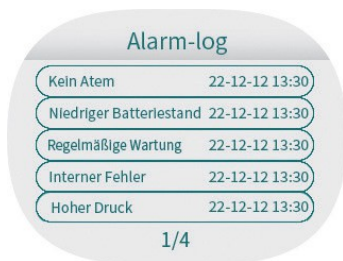 Alarm-log
Kein Atem 22-12-12 13:30
Niedriger Batteriestand 22-12-12 13:30
Regelmäßige Wartung 22-12-12 13:30
Interner Fehler 22-12-12 13:30
Hoher Druck 22-12-12 13:30
1/4